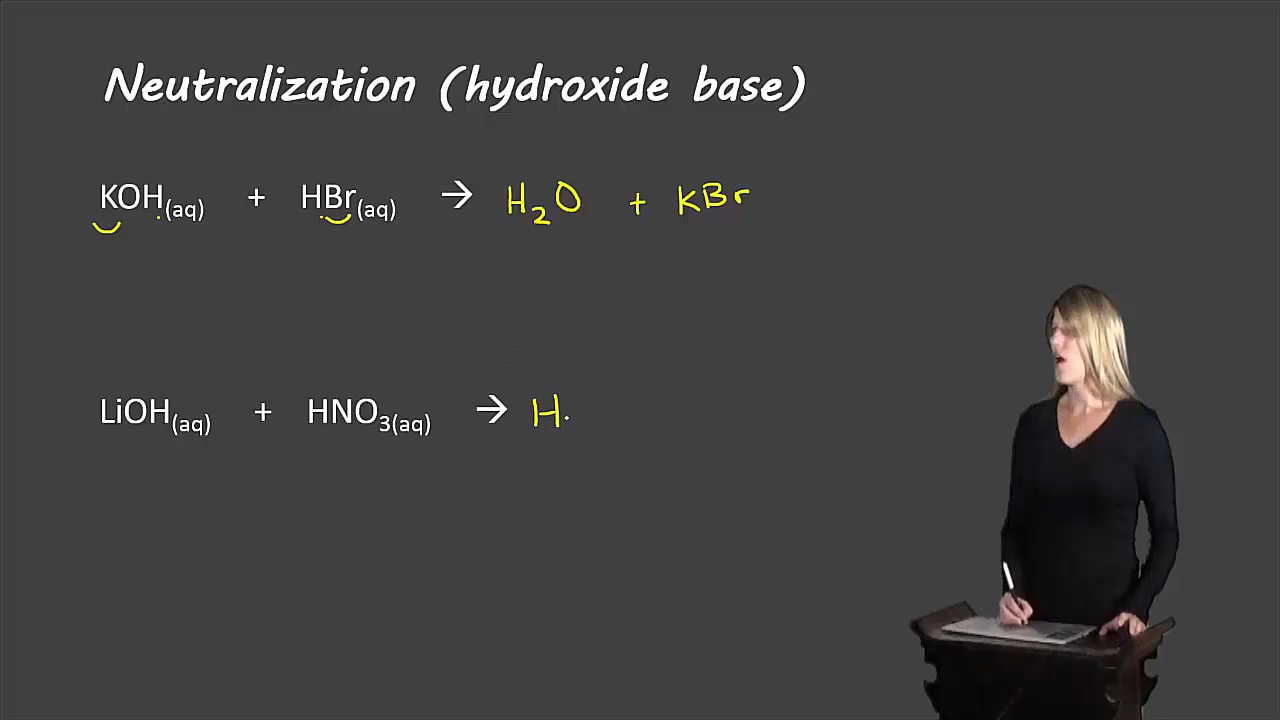 Neutralization (hydroxide base)
KOH(aq) + HBr(aq) → H2O + KBr
LiOH(aq) + HNO3(aq) → H